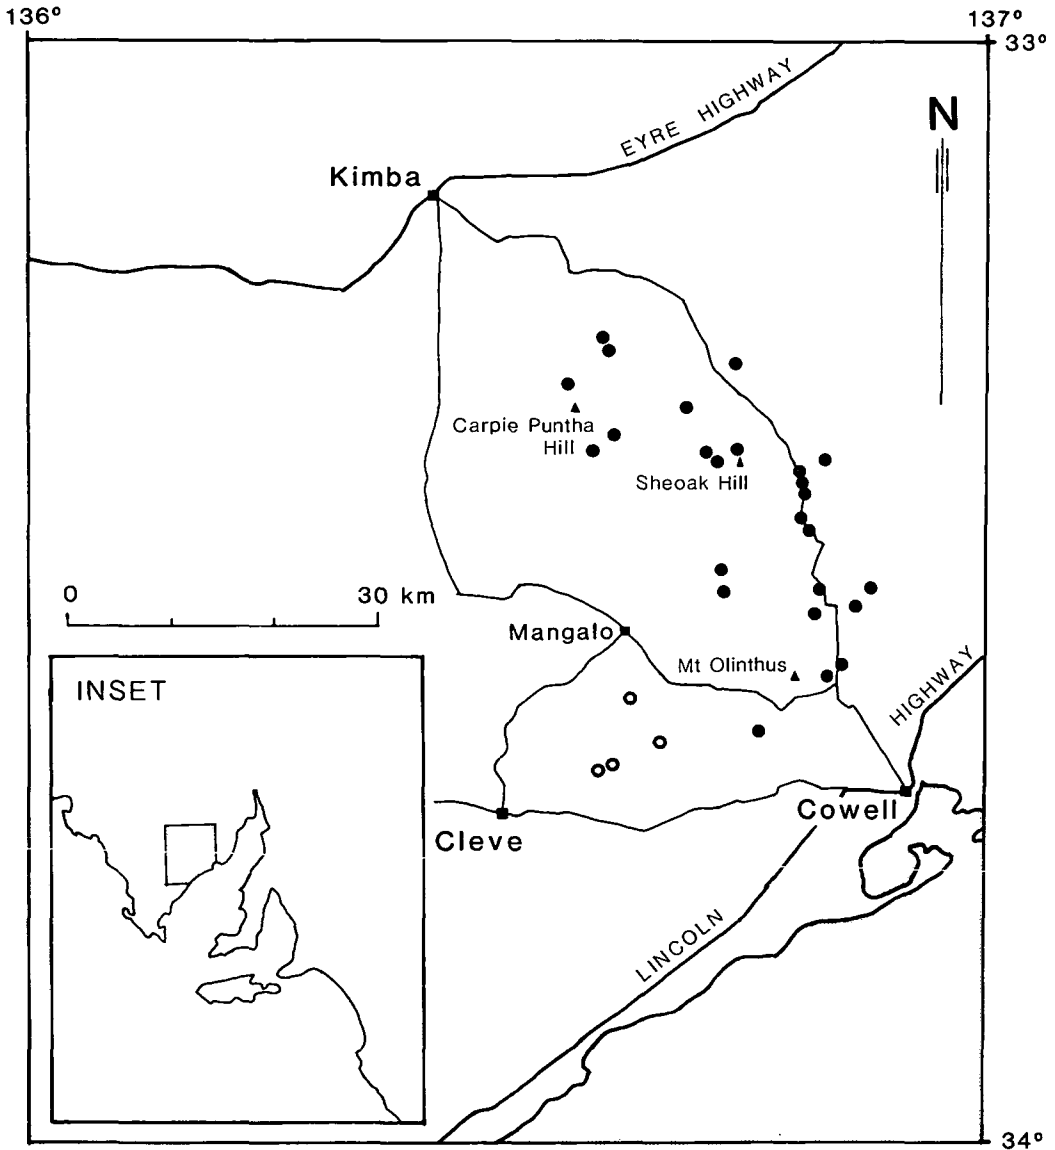 136°
137°
33°
EYRE HIGHWAY
N
Kimba
Carpie Puntha
Hill
Sheoak Hill
0 30 km
Mangalo
Mt Olinthus
HIGHWAY
INSET
Cowell
Cleve
LINCOLN
34°